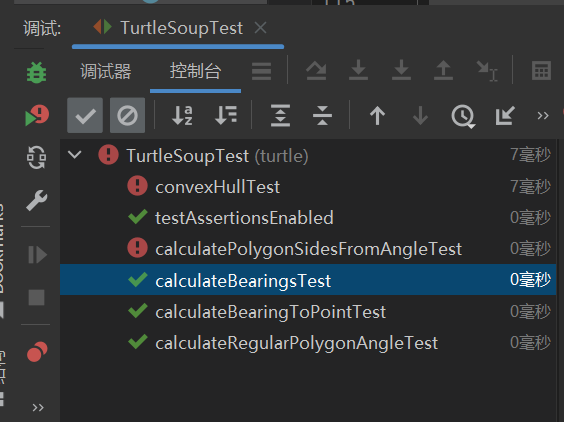 调试:
TurtleSoupTest
调试器
控制台
TurtleSoupTest (turtle) 7毫秒
convexHullTest 7毫秒
testAssertionsEnabled 0毫秒
calculatePolygonSidesFromAngleTest 0毫秒
calculateBearingsTest 0毫秒
calculateBearingToPointTest 0毫秒
calculateRegularPolygonAngleTest 0毫秒